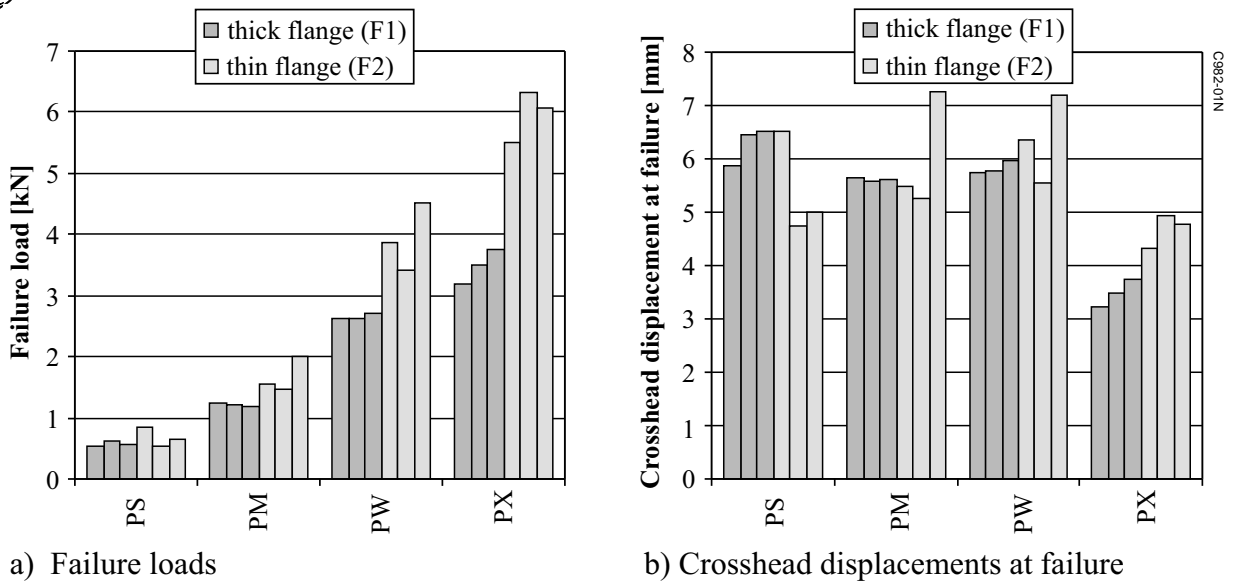 thick flange (F1)
thin flange (F2)
Failure load [kN]
7
6
5
4
3
2
1
0
PS
PM
PW
PX
a) Failure loads
thick flange (F1)
thin flange (F2)
Crosshead displacement at failure [mm]
8
7
6
5
4
3
2
1
0
PS
PM
PW
PX
C982-01N
b) Crosshead displacements at failure